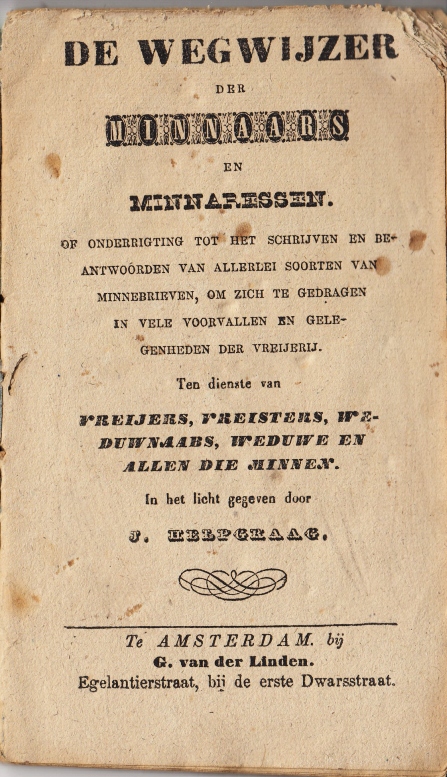 DE WEGWIJZER
DER
MINNAARS
EN
MINNARESSEN.
OF ONDERRIGTING TOT HET SCHRIJVEN EN BE-
ANTWOORDEN VAN ALLERLEI SOORTEN VAN
MINNEBRIEVEN, OM ZICH TE GEDRAGEN
IN VELE VOORVALLEN EN GELE-
GENHEDEN DER VREIJERIJ.
Ten dienste van
VREIJERS, VREISTERS, WE-
DUWNAARS, WEDUWE EN
ALLEN DIE MINNEN.
In het licht gegeven door
J. HELPGRAAG.
Te AMSTERDAM. bij
G. van der Linden.
Egelantierstraat, bij de erste Dwarsstraat.